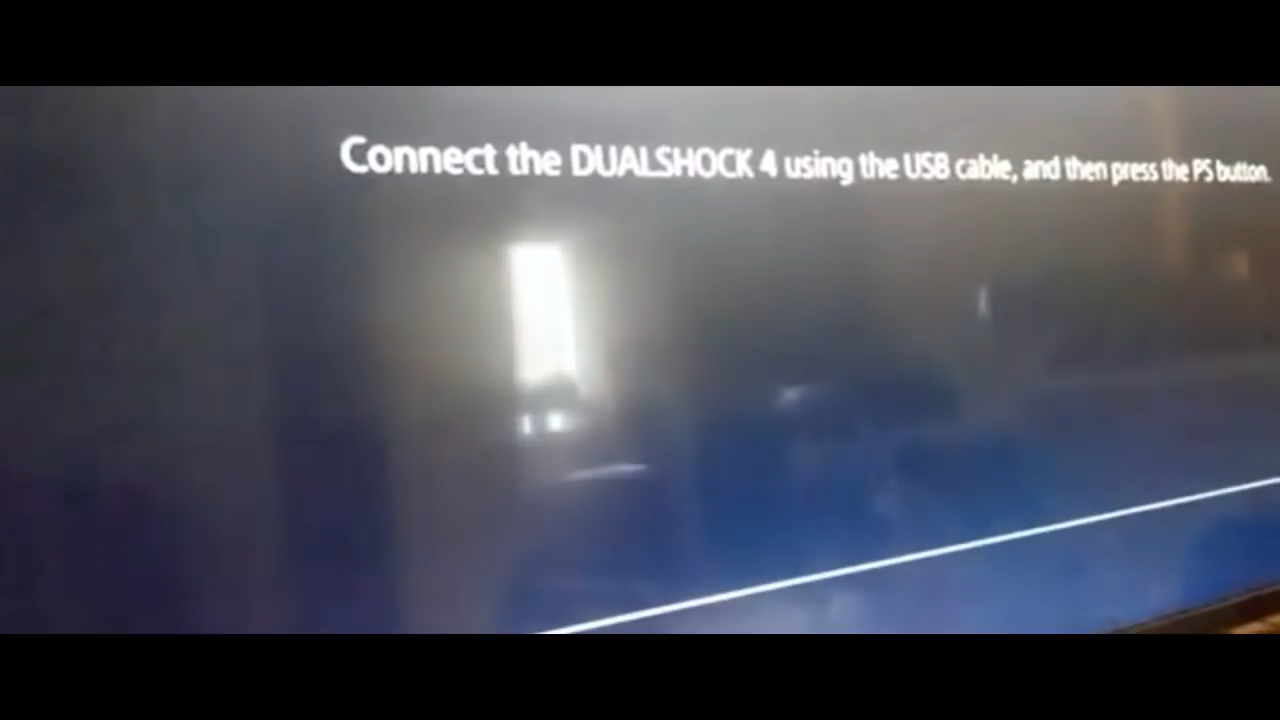 Connect the DUALSHOCK 4 using the USB cable, and then press the PS button.